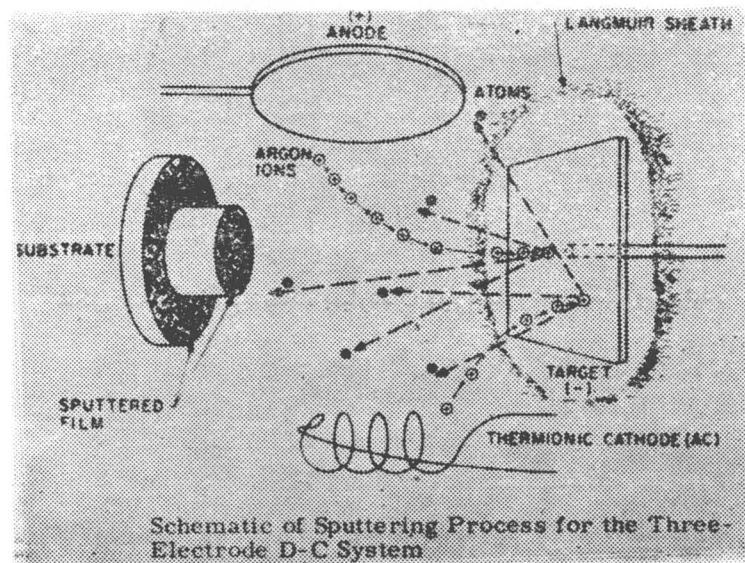 (+)
ANODE
LANGMUIR SHEATH
ATOMS
ARGON
IONS
SUBSTRATE
TARGET
(-)
SPUTTERED
FILM
THERMIONIC CATHODE (AC)
Schematic of Sputtering Process for the Three-
Electrode D-C System